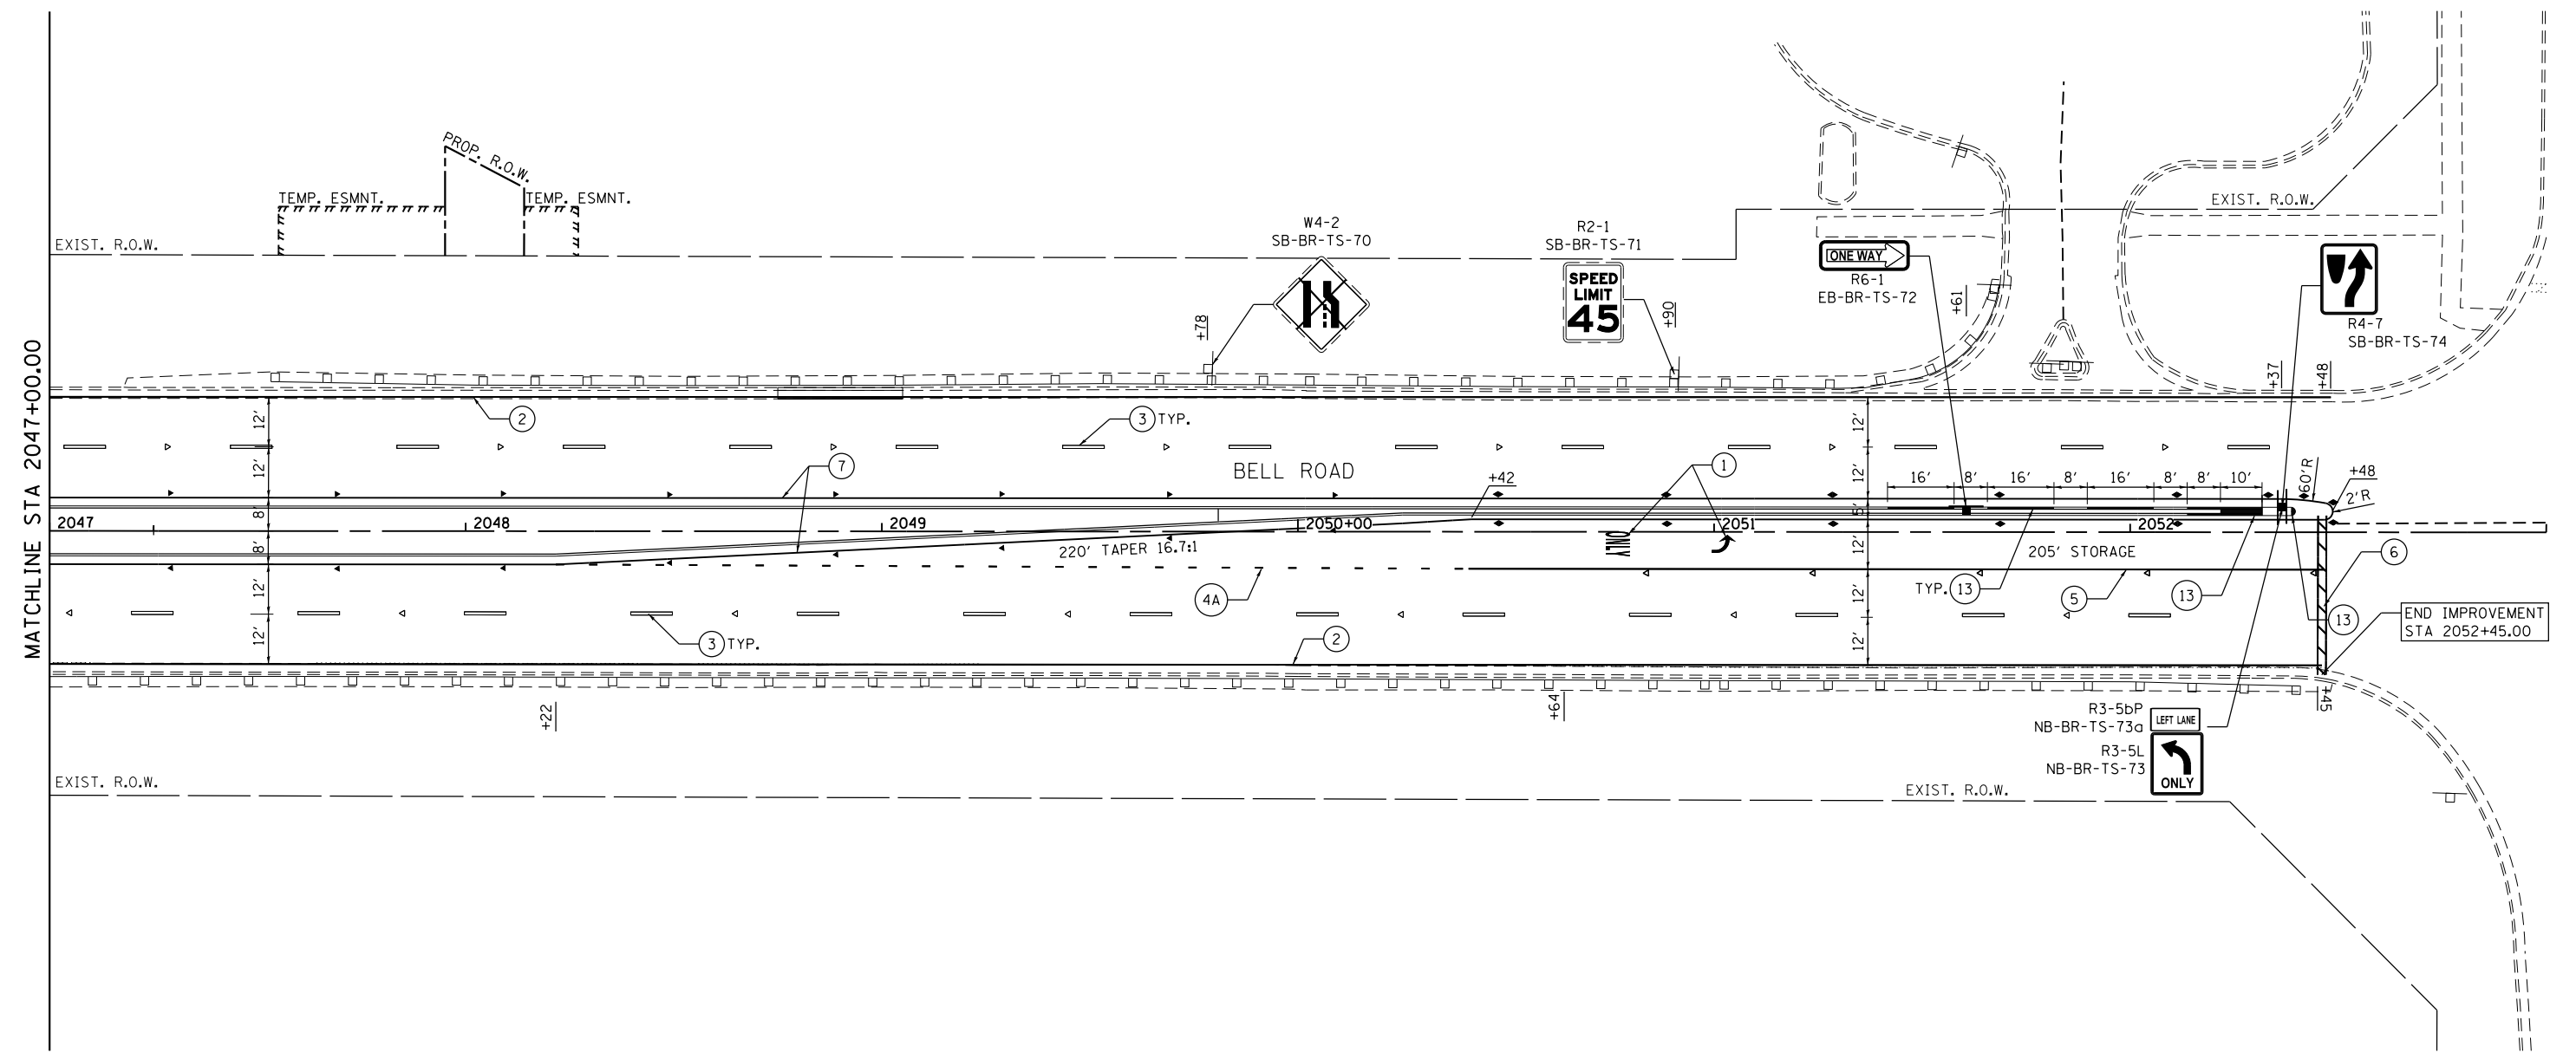 MATCHLINE STA 2047+00.00
PROP. R.O.W.
TEMP. ESMNT.
TEMP. ESMNT.
EXIST. R.O.W.
EXIST. R.O.W.
W4-2
SB-BR-TS-70
R2-1
SB-BR-TS-71
SPEED
LIMIT
45
ONE WAY
R6-1
EB-BR-TS-72
R4-7
SB-BR-TS-74
+78
+90
+61
+37
+48
2
3 TYP.
7
BELL ROAD
1
+42
12'
12'
8'
8'
12'
12'
12'
12'
5'
12'
12'
12'
16'
8'
16'
8'
16'
8'
8'
10'
60'R
+48
2'R
2047
2048
2049
2050+00
2051
2052
ONLY
220' TAPER 16.7:1
205' STORAGE
4A
TYP. 13
5
13
6
13
3 TYP.
2
END IMPROVEMENT
STA 2052+45.00
+22
+64
+45
R3-5bP
NB-BR-TS-73a
LEFT LANE
R3-5L
NB-BR-TS-73
ONLY
EXIST. R.O.W.
EXIST. R.O.W.